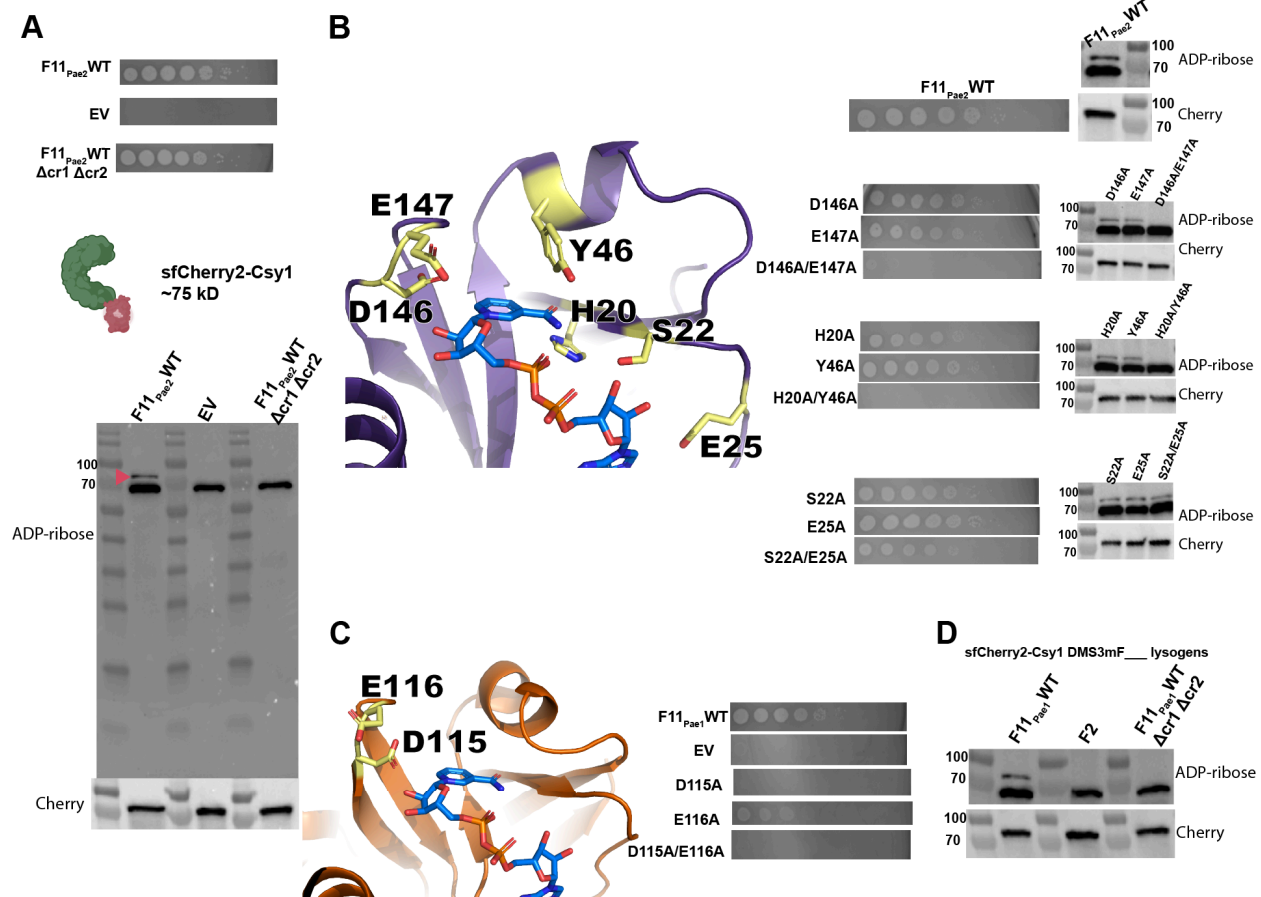 A
F11Pae2WT
EV
F11Pae2WT
Δcr1 Δcr2
sfCherry2-Csy1
~75 kD
F11Pae2 WT
EV
F11Pae2 WT
Δcr1 Δcr2
100
70
ADP-ribose
Cherry
B
E147
Y46
D146
H20
S22
E25
F11Pae2WT
F11Pae2WT
100
70
ADP-ribose
100
70
Cherry
D146A
E147A
D146A/E147A
D146A
E147A
D146A/E147A
100
70
ADP-ribose
Cherry
100
70
H20A
Y46A
H20A/Y46A
H20A
Y46A
H20A/Y46A
100
70
ADP-ribose
100
70
Cherry
S22A
E25A
S22A/E25A
S22A
E25A
S22A/E25A
100
70
ADP-ribose
100
70
Cherry
C
E116
D115
F11Pae1WT
EV
D115A
E116A
D115A/E116A
D
sfCherry2-Csy1 DMS3mF___ lysogens
F11Pae1 WT
F2
F11Pae1 WT
Δcr1 Δcr2
100
70
ADP-ribose
100
70
Cherry